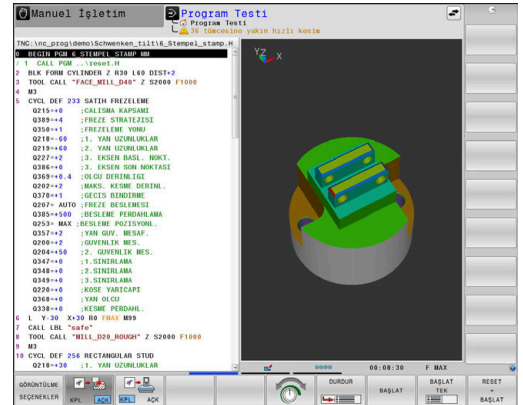 Manuel İşletim
Program Testi
Program Testi
36 tümcesine yakın hızlı kesim
TNC:\nc_prog\demo\Schwenken_tilt\6_Stempel_stamp.H
0 BEGIN PGM 6_STEMPEL_STAMP MM
/ 1 CALL PGM ..\reset.H
2 BLK FORM CYLINDER Z R30 L60 DIST+2
3 TOOL CALL "FACE_MILL_D40" Z S2000 F1000
4 M3
5 CYCL DEF 233 SATIH FREZELEME
Q215=+0 ;CALISMA KAPSAMI
Q389=+4 ;FREZE STRATEJISI
Q350=+1 ;FREZELEME YONU
Q218=-60 ;1. YAN UZUNLUKLAR
Q219=+60 ;2. YAN UZUNLUKLAR
Q227=+2 ;3. EKSEN BASL. NOKT.
Q386=+0 ;3. EKSEN SON NOKTASI
Q369=+0.4 ;OLCU DERINLIGI
Q202=+2 ;MAKS. KESME DERINL.
Q370=+1 ;GECIS BINDIRME
Q207= AUTO ;FREZE BESLEMESI
Q385=+500 ;BESLEME PERDAHLAMA
Q253= MAX ;BESLEME POZISYONL.
Q357=+2 ;YAN GUV. MESAF.
Q200=+2 ;GUVENLIK MES.
Q204=+50 ;2. GUVENLIK MES.
Q347=+0 ;1.SINIRLAMA
Q348=+0 ;2.SINIRLAMA
Q349=+0 ;3.SINIRLAMA
Q220=+0 ;KOSE YARICAPI
Q368=+0 ;YAN OLCU
Q338=+0 ;KESME PERDAHL.
6 L Y-30 X+30 R0 FMAX M99
7 CALL LBL "safe"
8 TOOL CALL "MILL_D20_ROUGH" Z S2000 F1000
9 M3
10 CYCL DEF 256 RECTANGULAR STUD
Q218=+30 ;1. YAN UZUNLUKLAR
YZ X
00:08:30 F MAX
GÖRÜNTÜLME
SEÇENEKLER
KPL AÇK
KPL AÇK
DURDUR
BAŞLAT
BAŞLAT
TEK
RESET
+
BAŞLAT